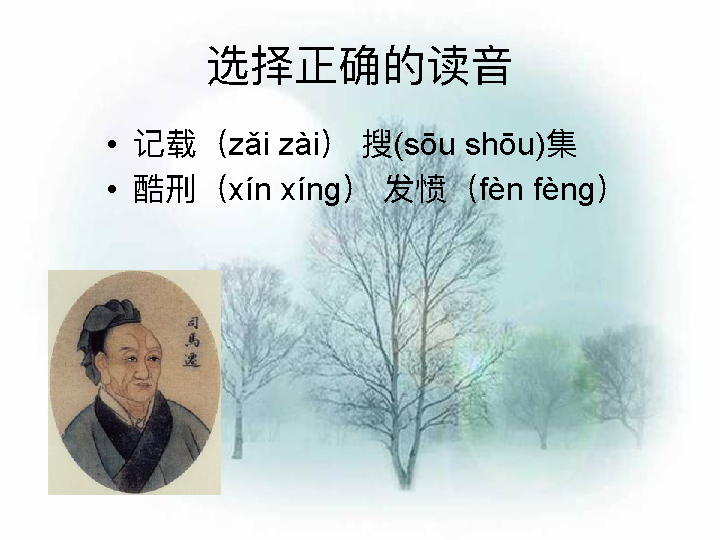 选择正确的读音
• 记载（zǎi zài） 搜(sōu shōu)集
• 酷刑（xín xíng） 发愤（fèn fèng）
司馬遷